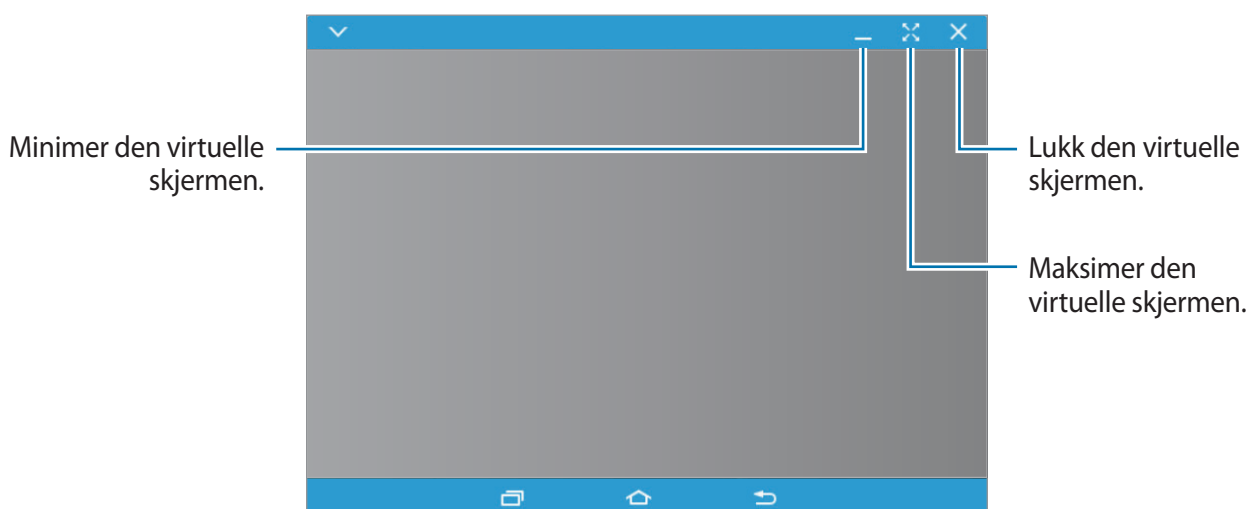 Minimer den virtuelle
skjermen.
Lukk den virtuelle
skjermen.
Maksimer den
virtuelle skjermen.